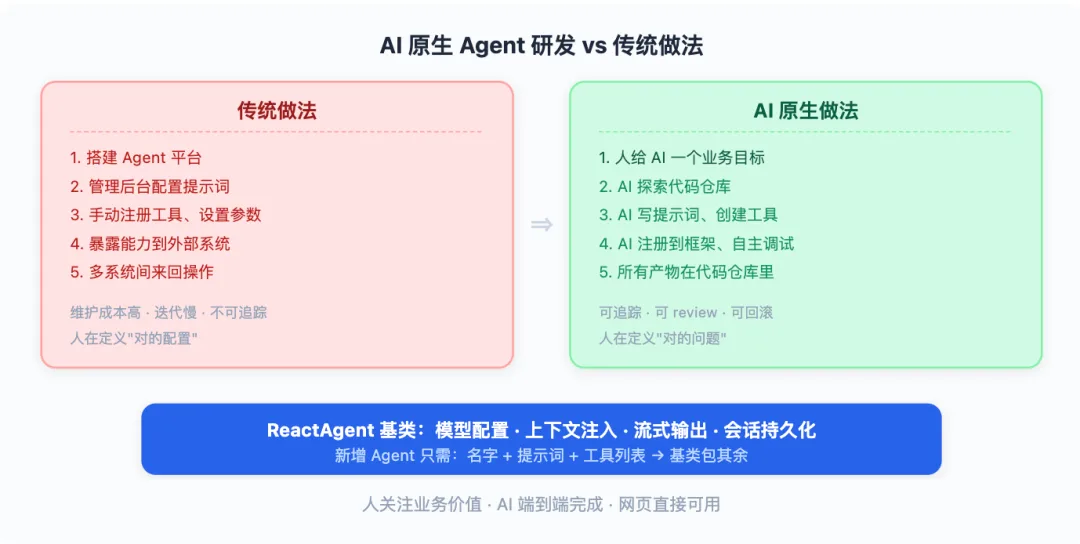 AI 原生 Agent 研发 vs 传统做法
传统做法
1. 搭建 Agent 平台
2. 管理后台配置提示词
3. 手动注册工具、设置参数
4. 暴露能力到外部系统
5. 多系统间来回操作
维护成本高 · 迭代慢 · 不可追踪
人在定义"对的配置"
⇒
AI 原生做法
1. 人给 AI 一个业务目标
2. AI 探索代码仓库
3. AI 写提示词、创建工具
4. AI 注册到框架、自主调试
5. 所有产物在代码仓库里
可追踪 · 可 review · 可回滚
人在定义"对的问题"
ReactAgent 基类：模型配置 · 上下文注入 · 流式输出 · 会话持久化
新增 Agent 只需：名字 + 提示词 + 工具列表 → 基类包其余
人关注业务价值 · AI 端到端完成 · 网页直接可用